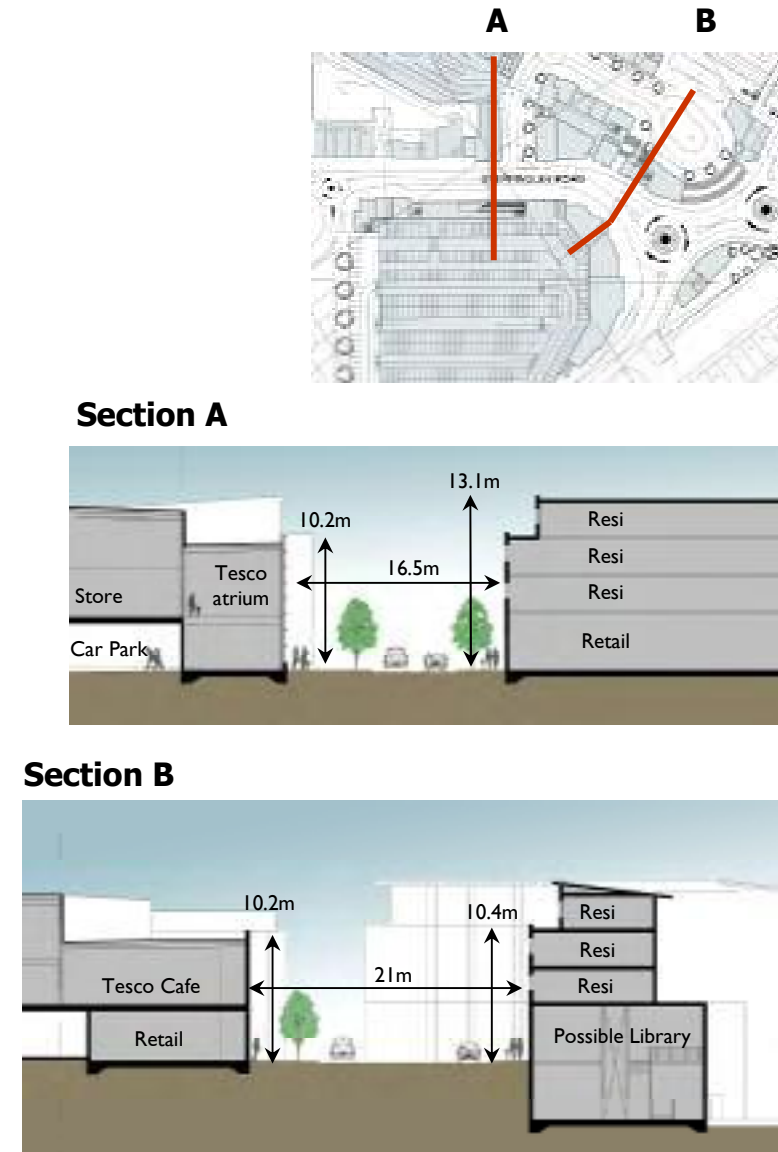 A B
Section A
13.1m
10.2m
Resi
Resi
16.5m
Tesco
atrium
Resi
Store
Retail
Car Park
Section B
10.2m
10.4m
Resi
Resi
21m
Tesco Cafe
Resi
Retail
Possible Library